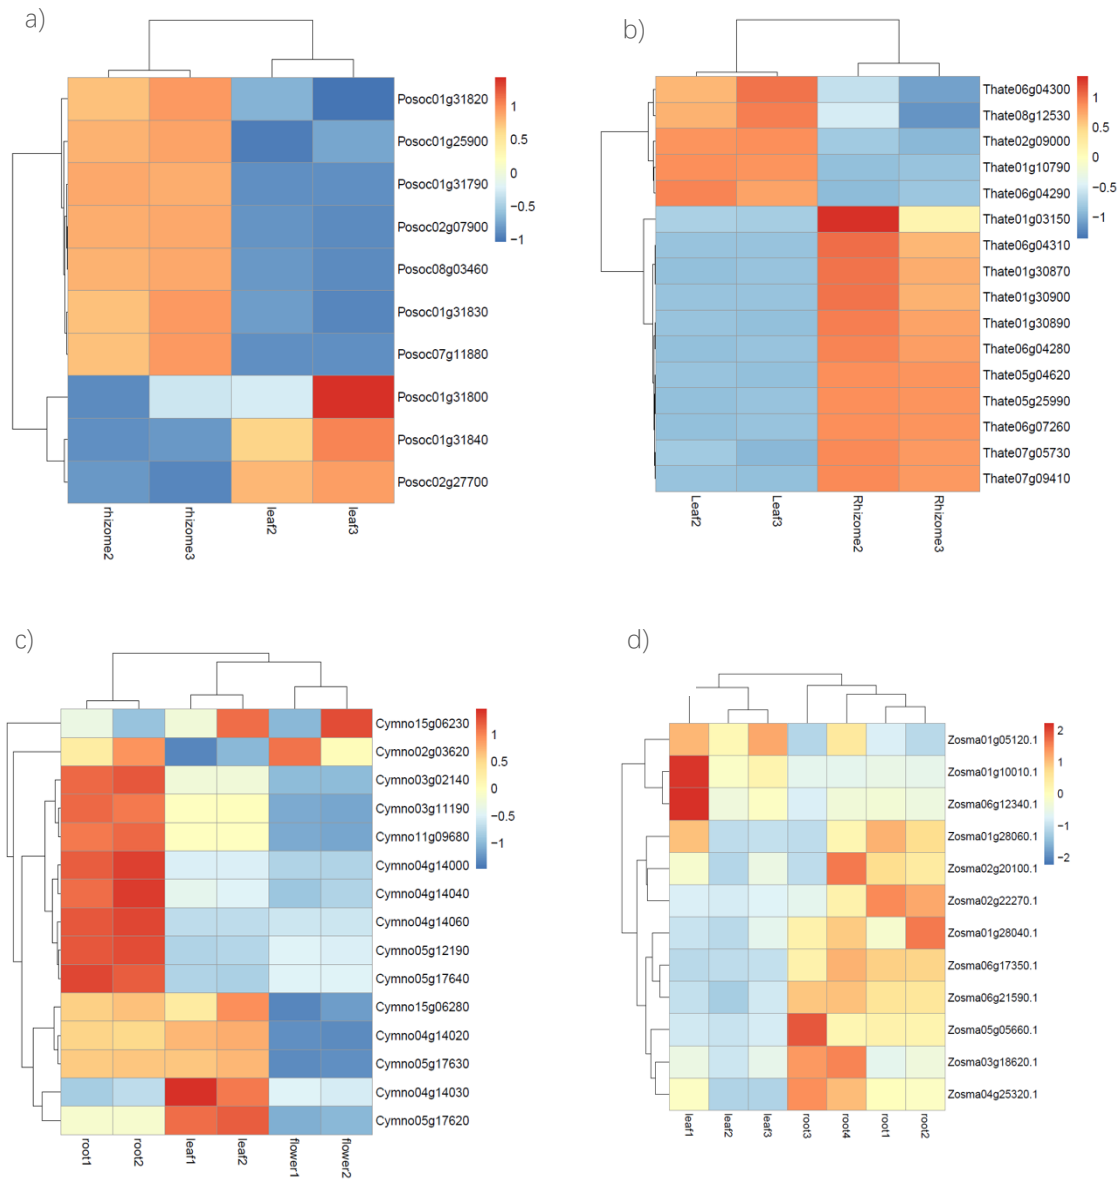 a)
Posoc01g31820
Posoc01g25900
Posoc01g31790
Posoc02g07900
Posoc08g03460
Posoc01g31830
Posoc07g11880
Posoc01g31800
Posoc01g31840
Posoc02g27700
1
0.5
0
−0.5
−1
rhizome2
rhizome3
leaf2
leaf3
b)
Thate06g04300
Thate08g12530
Thate02g09000
Thate01g10790
Thate06g04290
Thate01g03150
Thate06g04310
Thate01g30870
Thate01g30900
Thate01g30890
Thate06g04280
Thate05g04620
Thate05g25990
Thate06g07260
Thate07g05730
Thate07g09410
1
0.5
0
−0.5
−1
Leaf2
Leaf3
Rhizome2
Rhizome3
c)
Cymno15g06230
Cymno02g03620
Cymno03g02140
Cymno03g11190
Cymno11g09680
Cymno04g14000
Cymno04g14040
Cymno04g14060
Cymno05g12190
Cymno05g17640
Cymno15g06280
Cymno04g14020
Cymno05g17630
Cymno04g14030
Cymno05g17620
1
0.5
0
−0.5
−1
root1
root2
leaf1
leaf2
flower1
flower2
d)
Zosma01g05120.1
Zosma01g10010.1
Zosma06g12340.1
Zosma01g28060.1
Zosma02g20100.1
Zosma02g22270.1
Zosma01g28040.1
Zosma06g17350.1
Zosma06g21590.1
Zosma05g05660.1
Zosma03g18620.1
Zosma04g25320.1
2
1
0
−1
−2
leaf1
leaf2
leaf3
root3
root4
root1
root2